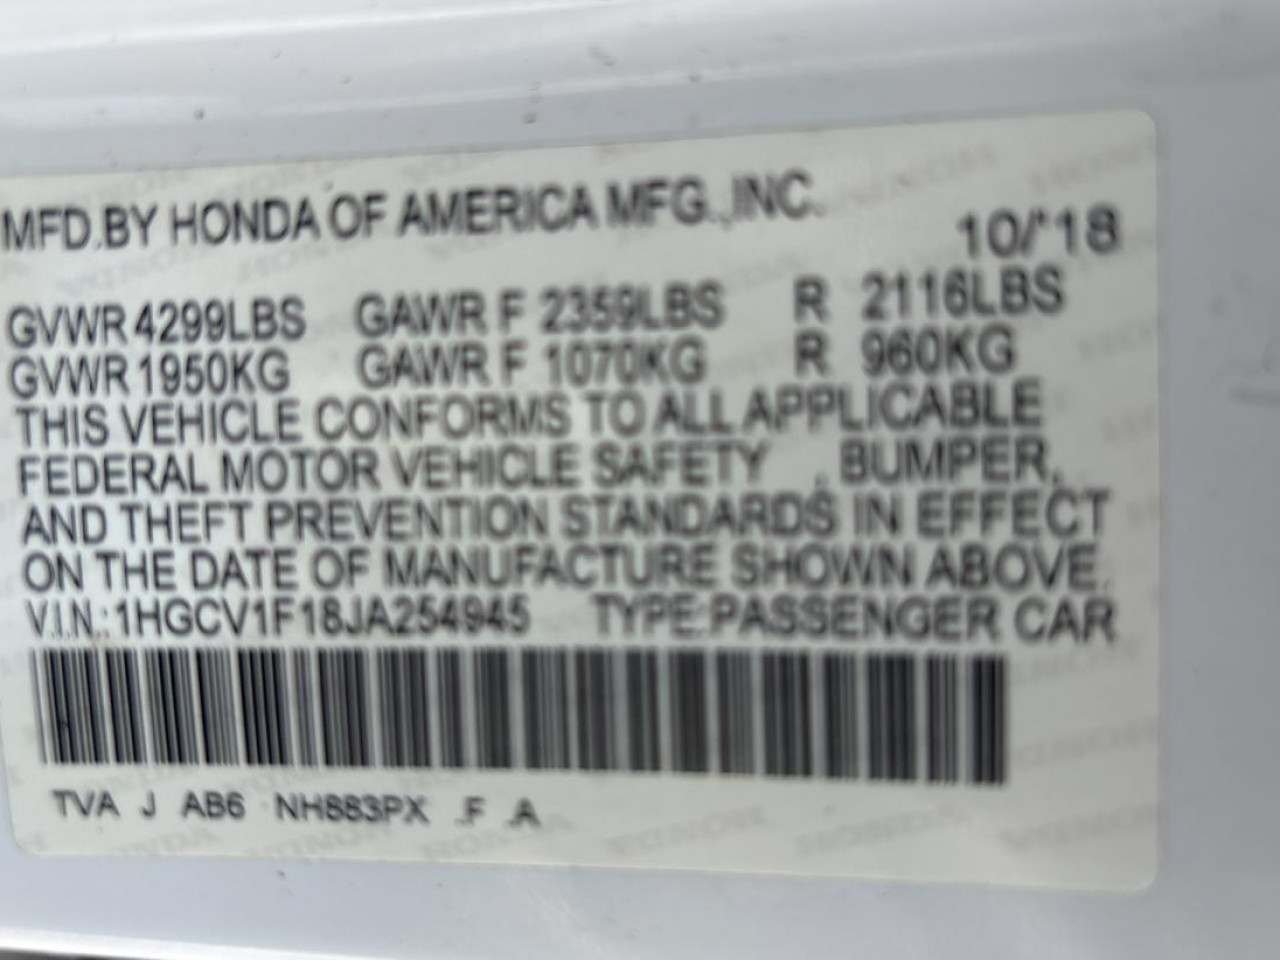 MFD.BY HONDA OF AMERICA MFG.,INC.
10/'18
GVWR 4299LBS GAWR F 2359LBS R 2116LBS
GVWR 1950KG GAWR F 1070KG R 960KG
THIS VEHICLE CONFORMS TO ALL APPLICABLE
FEDERAL MOTOR VEHICLE SAFETY , BUMPER,
AND THEFT PREVENTION STANDARDS IN EFFECT
ON THE DATE OF MANUFACTURE SHOWN ABOVE.
V.I.N.: 1HGCV1F18JA254945 TYPE:PASSENGER CAR
TVA J AB6 NH883PX .F .A